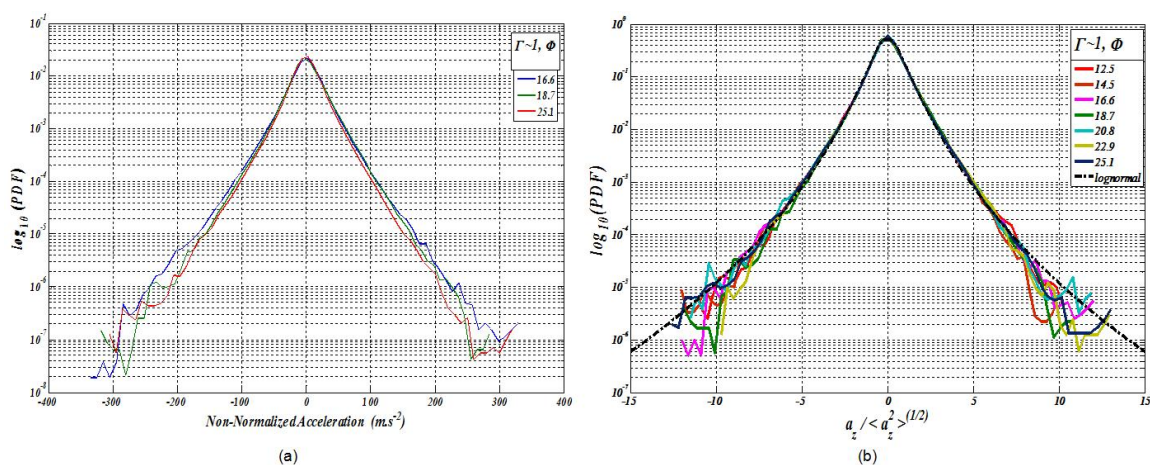 10^-1
10^-2
10^-3
10^-4
10^-5
10^-6
10^-7
10^-8
log10 (PDF)
-400 -300 -200 -100 0 100 200 300 400
Non-Normalized Acceleration (m.s^-2)
Γ~1, Φ
16.6
18.7
25.1
(a)
10^0
10^-1
10^-2
10^-3
10^-4
10^-5
10^-6
10^-7
log10(PDF)
-15 -10 -5 0 5 10 15
a_z / <a_z^2>^(1/2)
Γ~1, Φ
12.5
14.5
16.6
18.7
20.8
22.9
25.1
lognormal
(b)